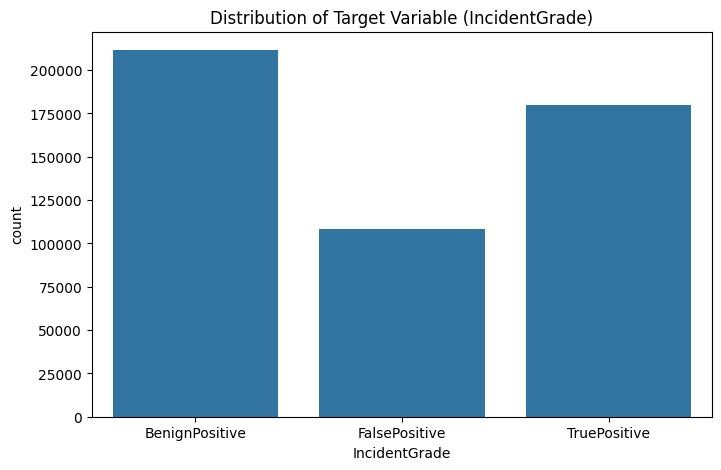 Distribution of Target Variable (IncidentGrade)
200000
175000
150000
125000
100000
75000
50000
25000
0
count
BenignPositive FalsePositive TruePositive
IncidentGrade